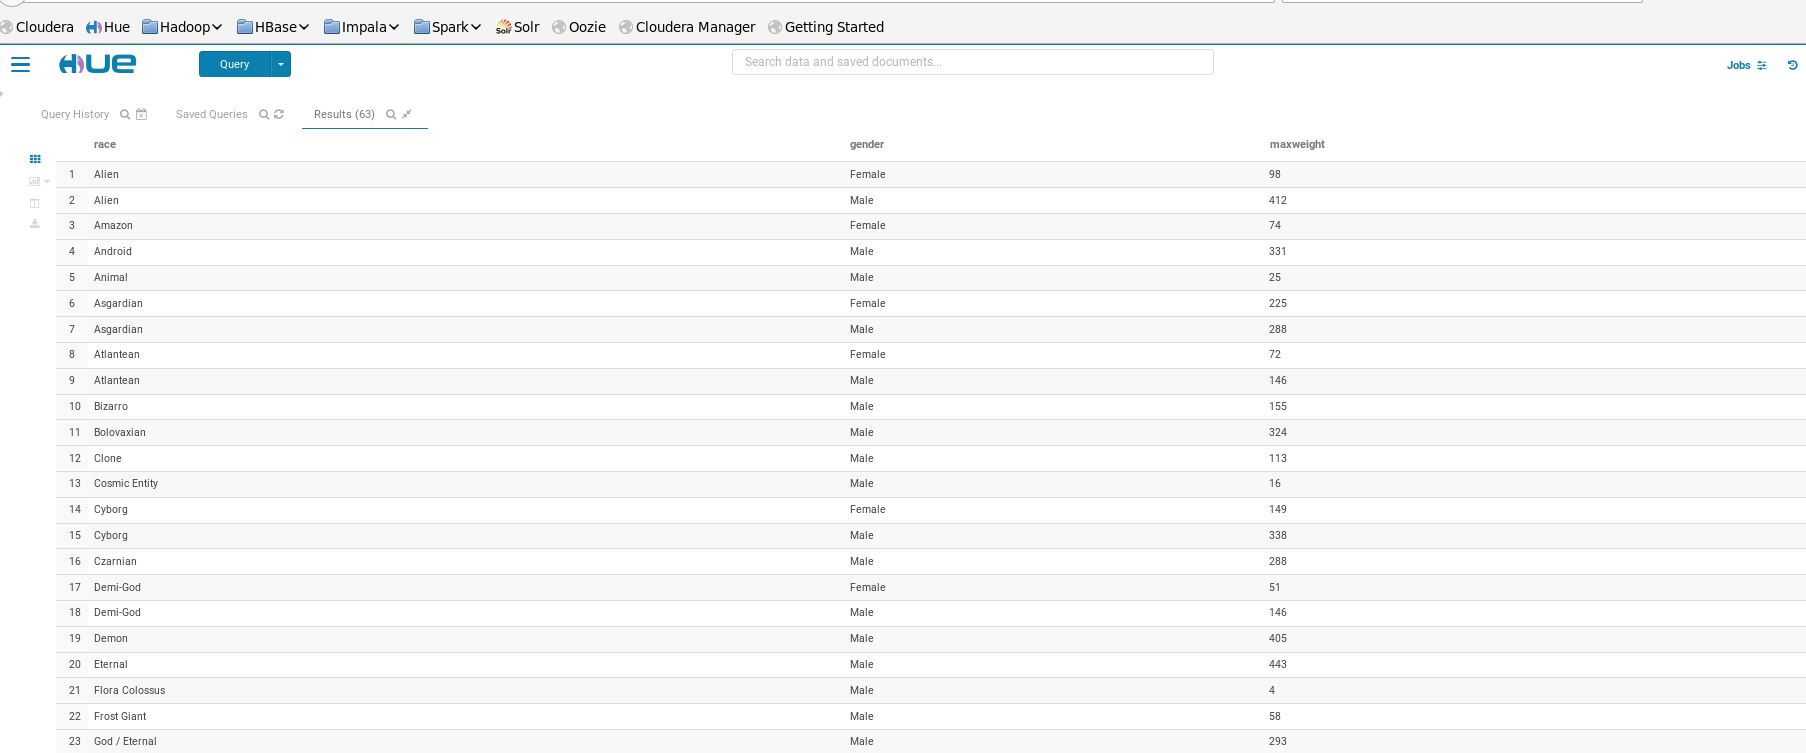 Cloudera Hue Hadoop HBase Impala Spark Solr Solr Oozie Cloudera Manager Getting Started
HUE Query Search data and saved documents... Jobs
Query History Saved Queries Results (63)
race gender maxweight
1 Alien Female 98
2 Alien Male 412
3 Amazon Female 74
4 Android Male 331
5 Animal Male 25
6 Asgardian Female 225
7 Asgardian Male 288
8 Atlantean Female 72
9 Atlantean Male 146
10 Bizarro Male 155
11 Bolovaxian Male 324
12 Clone Male 113
13 Cosmic Entity Male 16
14 Cyborg Female 149
15 Cyborg Male 338
16 Czarnian Male 288
17 Demi-God Female 51
18 Demi-God Male 146
19 Demon Male 405
20 Eternal Male 443
21 Flora Colossus Male 4
22 Frost Giant Male 58
23 God / Eternal Male 293